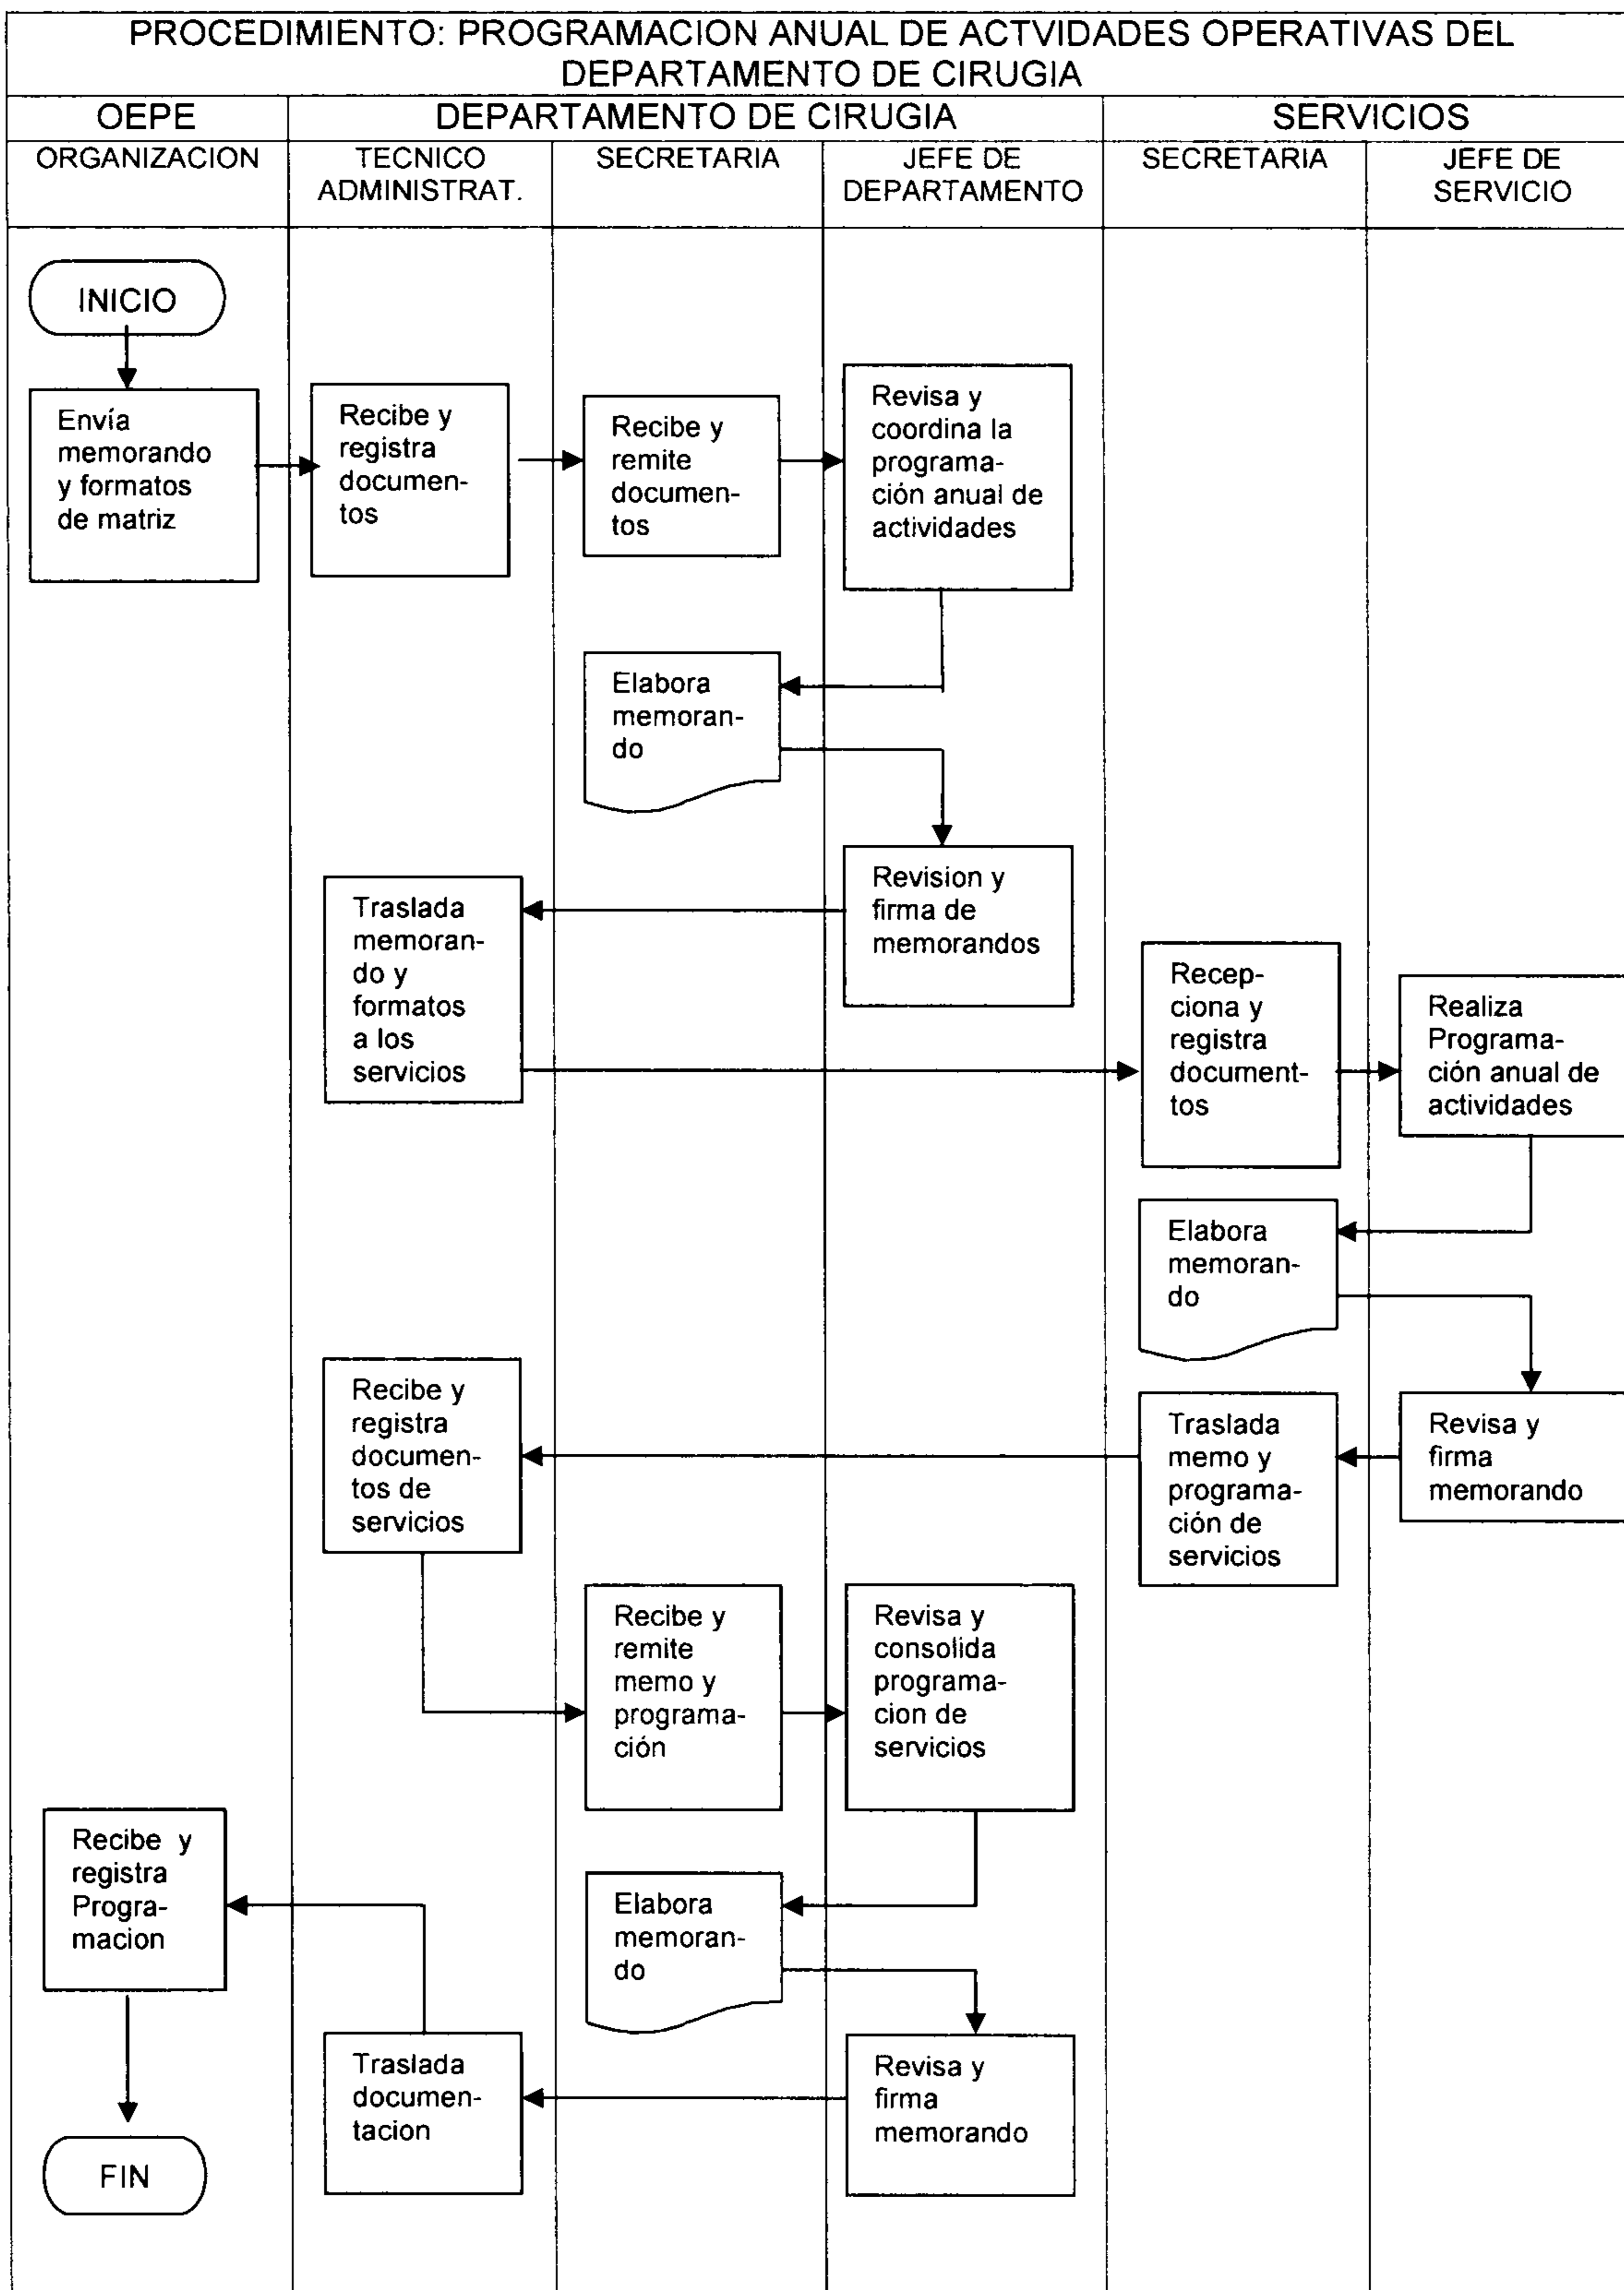 PROCEDIMIENTO: PROGRAMACION ANUAL DE ACTVIDADES OPERATIVAS DEL
DEPARTAMENTO DE CIRUGIA
OEPE
DEPARTAMENTO DE CIRUGIA
SERVICIOS
ORGANIZACION
TECNICO
ADMINISTRAT.
SECRETARIA
JEFE DE
DEPARTAMENTO
SECRETARIA
JEFE DE
SERVICIO
INICIO
Envía
memorando
y formatos
de matriz
Recibe y
registra
documen-
tos
Recibe y
remite
documen-
tos
Revisa y
coordina la
programa-
ción anual de
actividades
Elabora
memoran-
do
Revision y
firma de
memorandos
Traslada
memoran-
do y
formatos
a los
servicios
Recep-
ciona y
registra
document-
tos
Realiza
Programa-
ción anual de
actividades
Elabora
memoran-
do
Revisa y
firma
memorando
Traslada
memo y
programa-
ción de
servicios
Recibe y
registra
documen-
tos de
servicios
Recibe y
remite
memo y
programa-
ción
Revisa y
consolida
programa-
cion de
servicios
Elabora
memoran-
do
Revisa y
firma
memorando
Traslada
documen-
tacion
Recibe y
registra
Progra-
macion
FIN